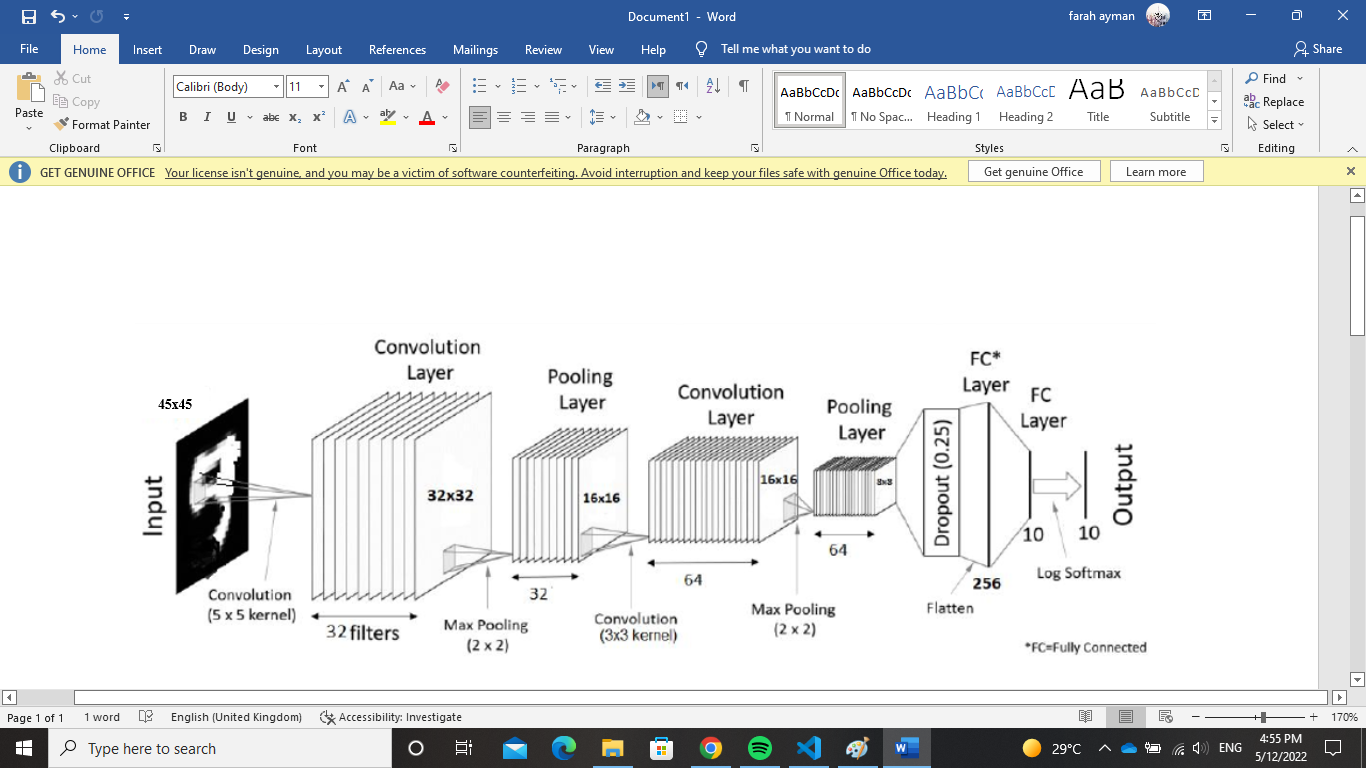 Document1 - Word
farah ayman
File Home Insert Draw Design Layout References Mailings Review View Help Tell me what you want to do Share
Paste
Cut
Copy
Format Painter
Clipboard
Calibri (Body) 11
Font
Paragraph
AaBbCcDc AaBbCcDc AaBbCc AaBbCcD AaB AaBbCcD
¶ Normal ¶ No Spac... Heading 1 Heading 2 Title Subtitle
Styles
Find
Replace
Select
Editing
GET GENUINE OFFICE Your license isn't genuine, and you may be a victim of software counterfeiting. Avoid interruption and keep your files safe with genuine Office today. Get genuine Office Learn more
45x45
Input
Convolution
(5 x 5 kernel)
Convolution
Layer
32x32
32 filters
Max Pooling
(2 x 2)
Pooling
Layer
16x16
32
Convolution
(3x3 kernel)
Convolution
Layer
16x16
64
Max Pooling
(2 x 2)
Pooling
Layer
8x8
64
Dropout (0.25)
Flatten
FC*
Layer
256
FC
Layer
10
Log Softmax
10
Output
*FC=Fully Connected
Page 1 of 1 1 word English (United Kingdom) Accessibility: Investigate 170%
Type here to search
29°C
ENG
4:55 PM
5/12/2022